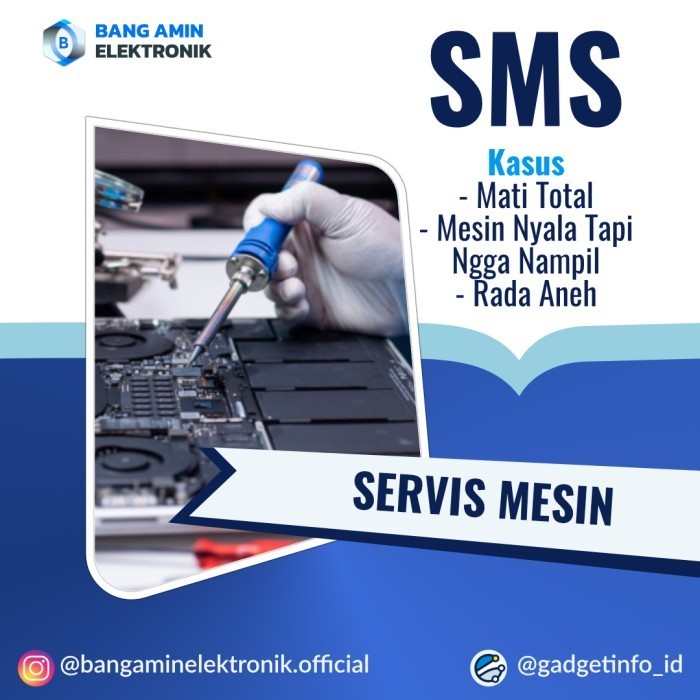 BANG AMIN
ELEKTRONIK
SMS
Kasus
- Mati Total
- Mesin Nyala Tapi
Ngga Nampil
- Rada Aneh
SERVIS MESIN
@bangaminelektronik.official
@gadgetinfo_id